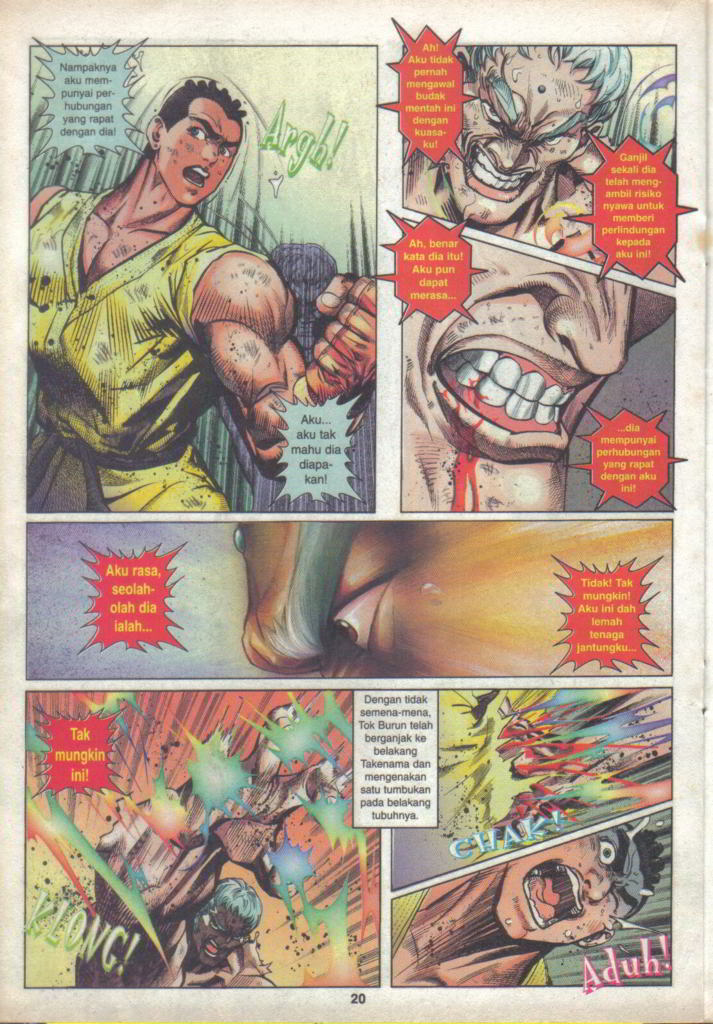 Nampaknya
aku mem-
punyai per-
hubungan
yang rapat
dengan dia!
Argh!
Aku...
aku tak
mahu dia
diapa-
kan!
Ah!
Aku tidak
pernah
mengawal
budak
mentah ini
dengan
kuasa-
ku!
Ganjil
sekali dia
telah meng-
ambil risiko
nyawa untuk
memberi
perlindungan
kepada
aku ini!
Ah, benar
kata dia itu!
Aku pun
dapat
merasa...
...dia
mempunyai
perhubungan
yang rapat
dengan aku
ini!
Aku rasa,
seolah-
olah dia
ialah...
Tidak! Tak
mungkin!
Aku ini dah
lemah
tenaga
jantungku...
Tak
mungkin
ini!
KLONG!
Dengan tidak
semena-mena,
Tok Burun telah
berganjak ke
belakang
Takenama dan
mengenakan
satu tumbukan
pada belakang
tubuhnya.
CHAK!
Aduh!
20